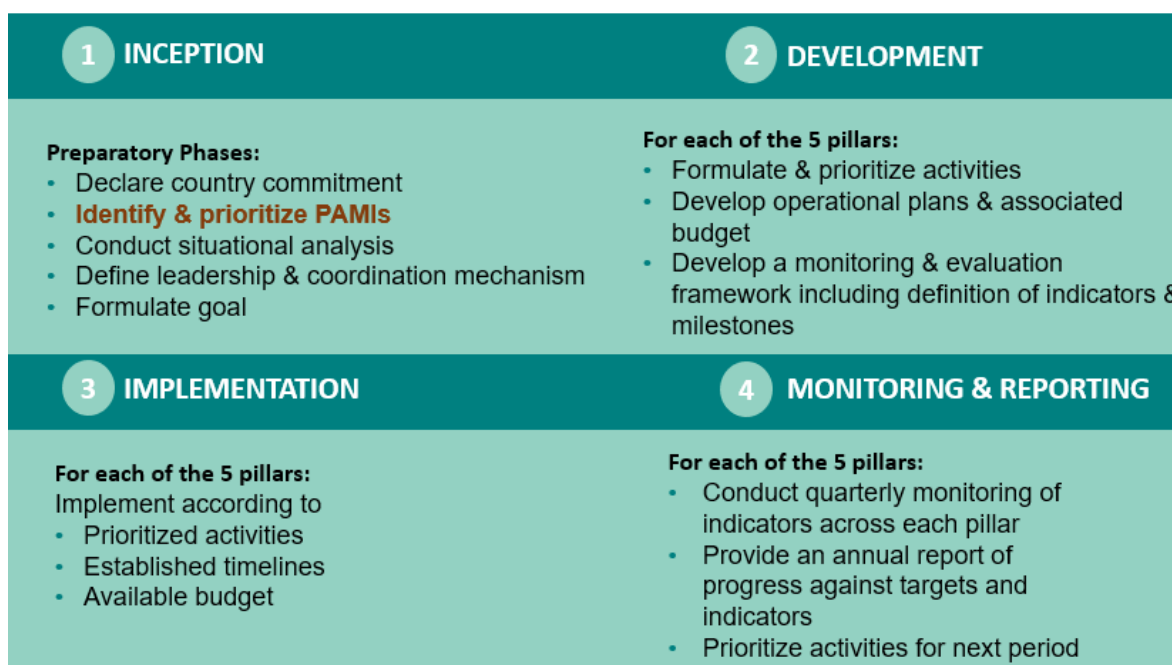 1 INCEPTION
Preparatory Phases:
• Declare country commitment
• Identify & prioritize PAMIs
• Conduct situational analysis
• Define leadership & coordination mechanism
• Formulate goal
2 DEVELOPMENT
For each of the 5 pillars:
• Formulate & prioritize activities
• Develop operational plans & associated
budget
• Develop a monitoring & evaluation
framework including definition of indicators &
milestones
3 IMPLEMENTATION
For each of the 5 pillars:
Implement according to
• Prioritized activities
• Established timelines
• Available budget
4 MONITORING & REPORTING
For each of the 5 pillars:
• Conduct quarterly monitoring of
indicators across each pillar
• Provide an annual report of
progress against targets and
indicators
• Prioritize activities for next period